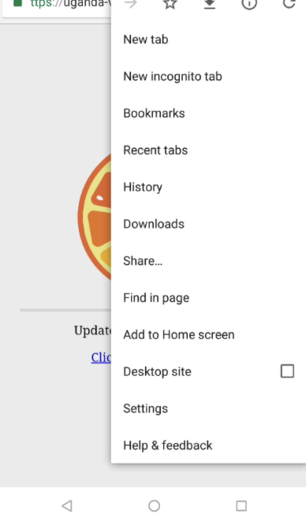 ttps://uganda-
New tab
New incognito tab
Bookmarks
Recent tabs
History
Downloads
Share...
Find in page
Add to Home screen
Updat
Clic
Desktop site
Settings
Help & feedback